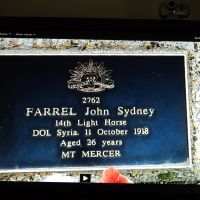 2762
FARREL John Sydney
14th Light Horse
DOL Syria. 11 October 1918
Aged 26 years
MT MERCER